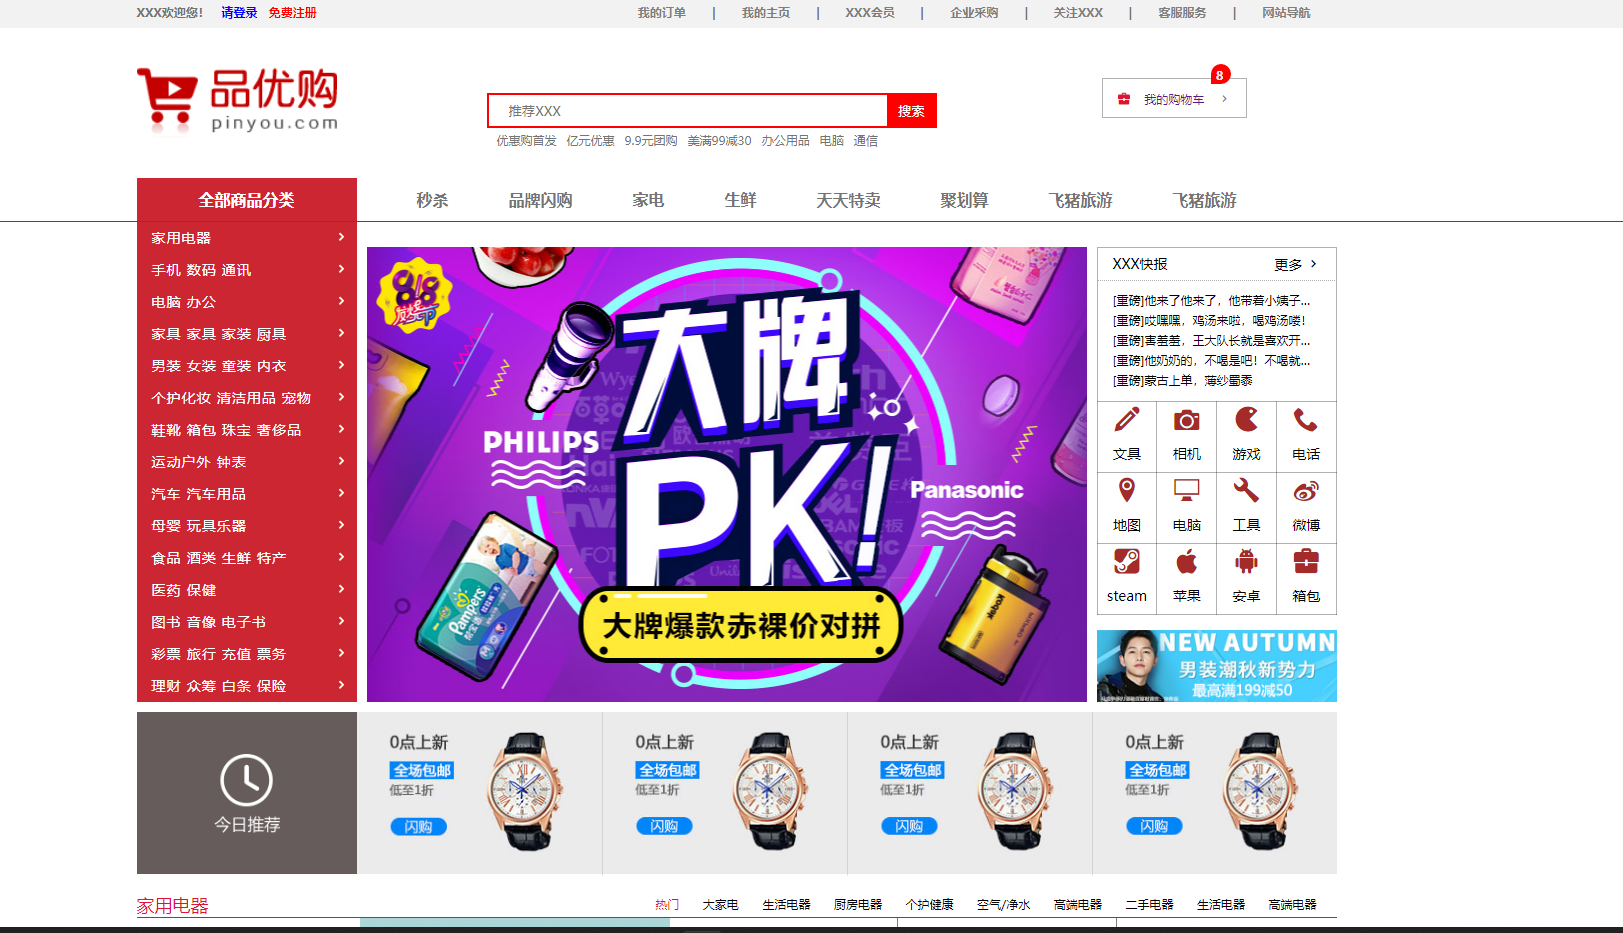 XXX欢迎您! 请登录 免费注册
我的订单 | 我的主页 | XXX会员 | 企业采购 | 关注XXX | 客服服务 | 网站导航
品优购
pinyou.com
推荐XXX 搜索
优惠购首发 亿元优惠 9.9元团购 美满99减30 办公用品 电脑 通信
8
我的购物车 >
全部商品分类 秒杀 品牌闪购 家电 生鲜 天天特卖 聚划算 飞猪旅游 飞猪旅游
家用电器
手机 数码 通讯
电脑 办公
家具 家具 家装 厨具
男装 女装 童装 内衣
个护化妆 清洁用品 宠物
鞋靴 箱包 珠宝 奢侈品
运动户外 钟表
汽车 汽车用品
母婴 玩具乐器
食品 酒类 生鲜 特产
医药 保健
图书 音像 电子书
彩票 旅行 充值 票务
理财 众筹 白条 保险
818
大牌
PK!
PHILIPS
Panasonic
Pampers
大牌爆款赤裸价对拼
XXX快报 更多 >
[重磅]他来了他来了，他带着小姨子...
[重磅]哎嘿嘿，鸡汤来啦，喝鸡汤喽！
[重磅]害羞羞，王大队长就是喜欢开...
[重磅]他奶奶的，不喝是吧！不喝就...
[重磅]蒙古上单，薄纱蜀黍
文具 相机 游戏 电话
地图 电脑 工具 微博
steam 苹果 安卓 箱包
NEW AUTUMN
男装潮秋新势力
最高满199减50
今日推荐
0点上新
全场包邮
低至1折
闪购
0点上新
全场包邮
低至1折
闪购
0点上新
全场包邮
低至1折
闪购
0点上新
全场包邮
低至1折
闪购
家用电器 热门 大家电 生活电器 厨房电器 个护健康 空气/净水 高端电器 二手电器 生活电器 高端电器